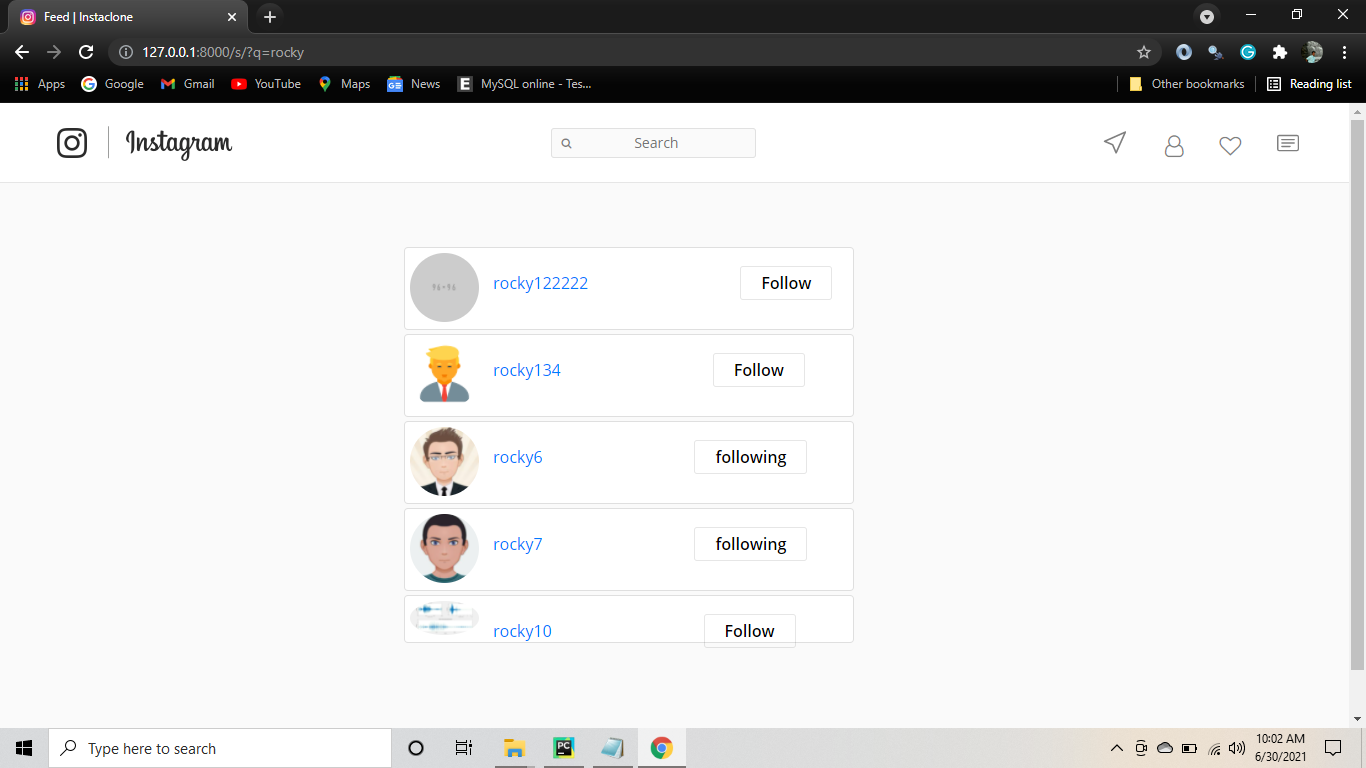 Feed | Instaclone
127.0.0.1:8000/s/?q=rocky
Apps Google Gmail YouTube Maps News E MySQL online - Tes... Other bookmarks Reading list
Instagram Search
rocky122222 Follow
rocky134 Follow
rocky6 following
rocky7 following
rocky10 Follow
Type here to search
PC
10:02 AM
6/30/2021